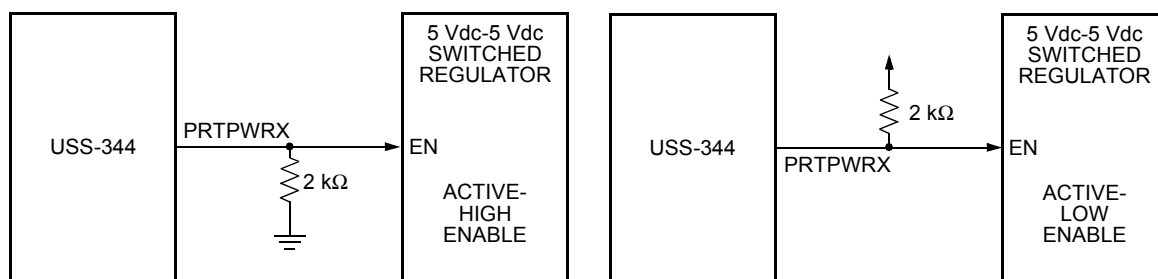 USS-344
PRTPWRX
2 kΩ
5 Vdc-5 Vdc
SWITCHED
REGULATOR
EN
ACTIVE-
HIGH
ENABLE
USS-344
PRTPWRX
2 kΩ
5 Vdc-5 Vdc
SWITCHED
REGULATOR
EN
ACTIVE-
LOW
ENABLE